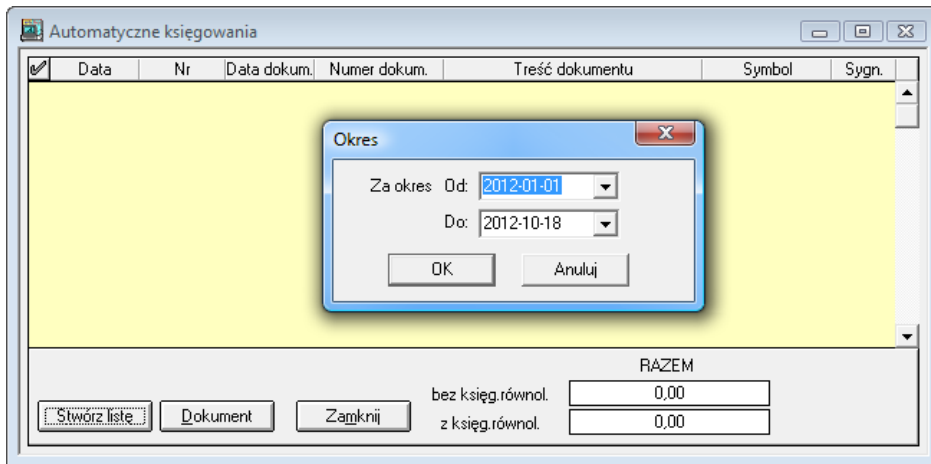 Automatyczne księgowania
Data Nr Data dokum. Numer dokum. Treść dokumentu Symbol Sygn.
Okres
Za okres Od: 2012-01-01
Do: 2012-10-18
OK Anuluj
RAZEM
bez księg.równol. 0,00
Stwórz listę Dokument Zamknij z księg.równol. 0,00